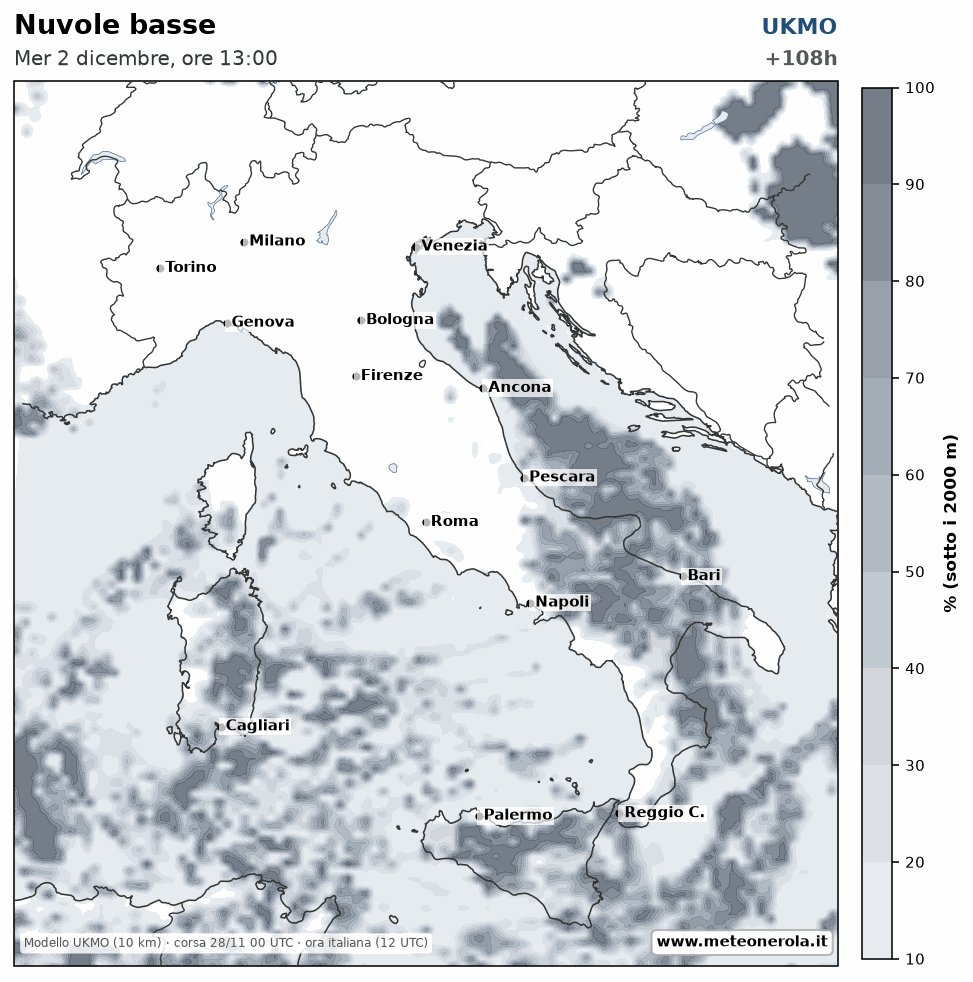 Nuvole basse
UKMO
Mer 2 dicembre, ore 13:00
+108h
100
90
80
70
60
50
40
30
20
10
% (sotto i 2000 m)
Milano
Venezia
Torino
Genova
Bologna
Firenze
Ancona
Pescara
Roma
Bari
Napoli
Cagliari
Palermo
Reggio C.
Modello UKMO (10 km) · corsa 28/11 00 UTC · ora italiana (12 UTC)
www.meteonerola.it